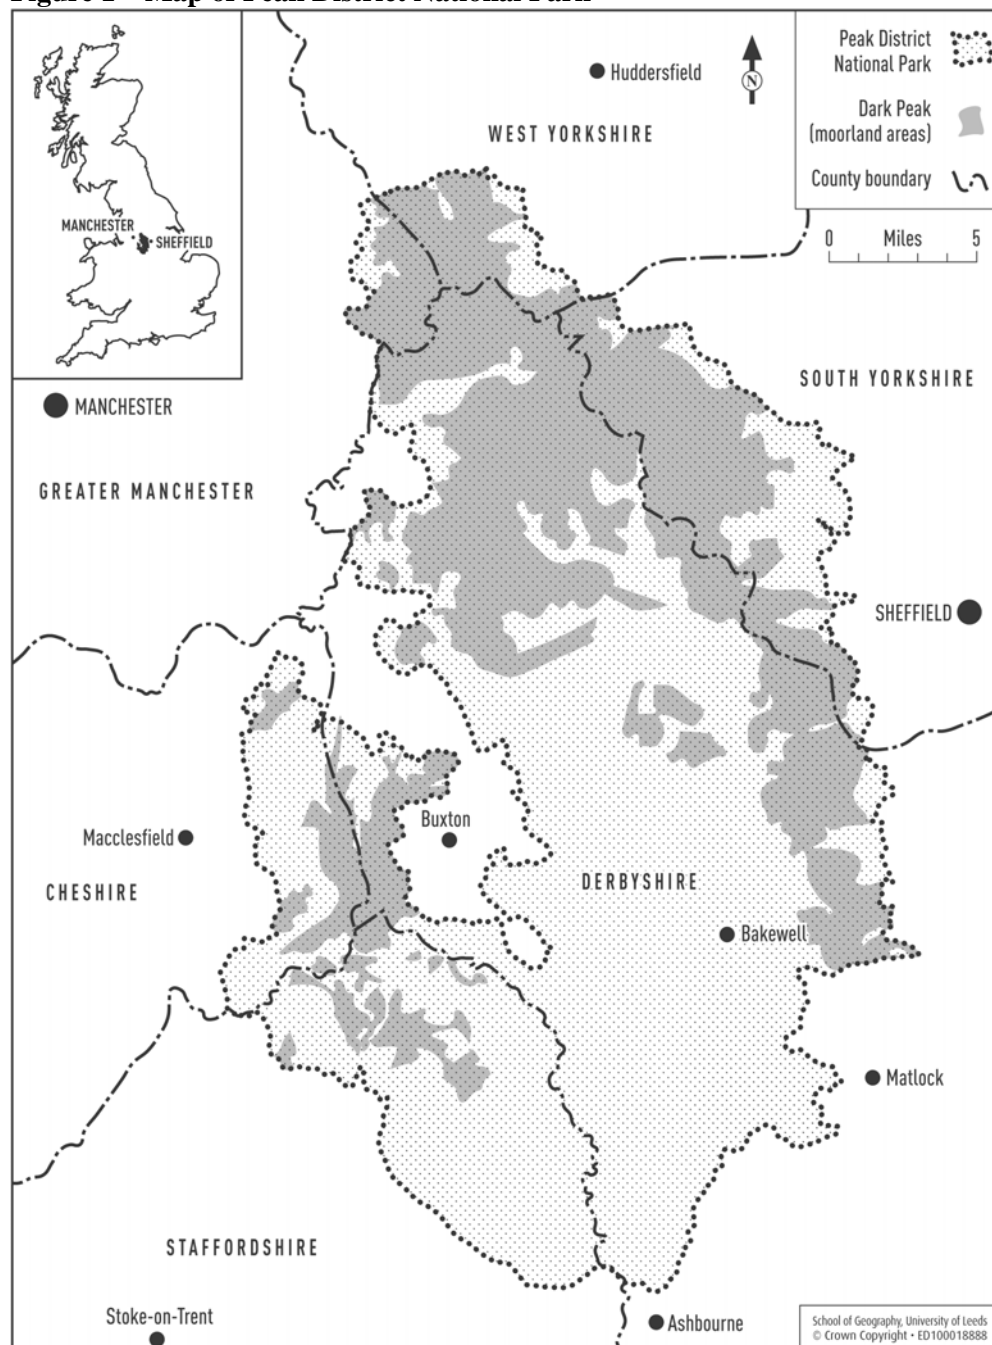 Figure 1 – Map of Peak District National Park
MANCHESTER
SHEFFIELD
Huddersfield
WEST YORKSHIRE
N
Peak District
National Park
Dark Peak
(moorland areas)
County boundary
0 Miles 5
MANCHESTER
SOUTH YORKSHIRE
GREATER MANCHESTER
SHEFFIELD
Buxton
Macclesfield
CHESHIRE
DERBYSHIRE
Bakewell
Matlock
STAFFORDSHIRE
Stoke-on-Trent
Ashbourne
School of Geography, University of Leeds
© Crown Copyright • ED100018888